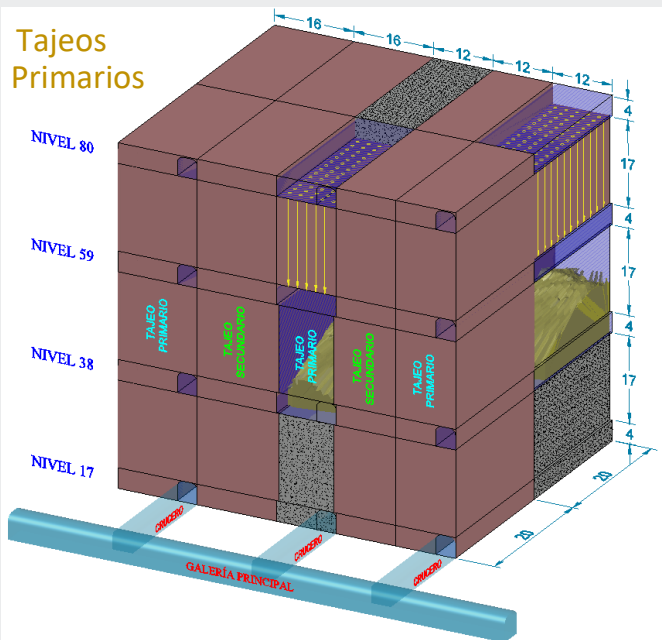 Tajeos
Primarios
16
16
12
12
12
4
17
4
17
4
17
4
20
20
NIVEL 80
NIVEL 59
NIVEL 38
NIVEL 17
TAJEO
PRIMARIO
TAJEO
SECUNDARIO
TAJEO
PRIMARIO
TAJEO
SECUNDARIO
TAJEO
PRIMARIO
CRUCERO
CRUCERO
CRUCERO
GALERÍA PRINCIPAL